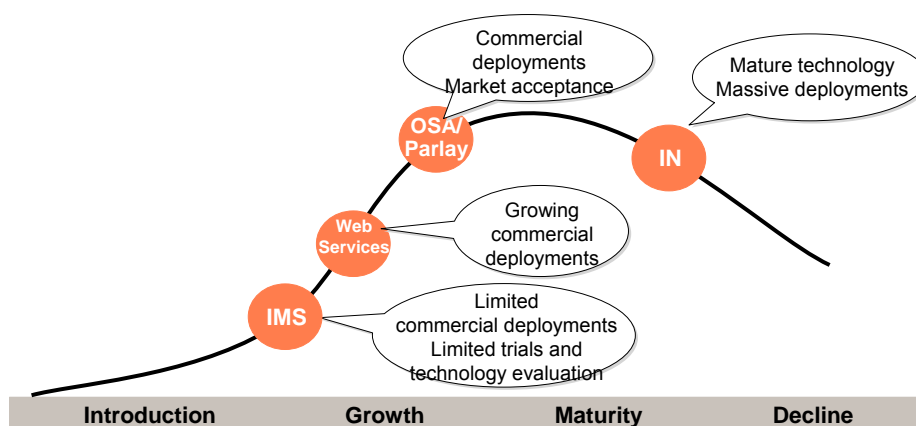 Commercial
deployments
Market acceptance
Mature technology
Massive deployments
OSA/
Parlay
IN
Web
Services
Growing
commercial
deployments
IMS
Limited
commercial deployments
Limited trials and
technology evaluation
Introduction
Growth
Maturity
Decline